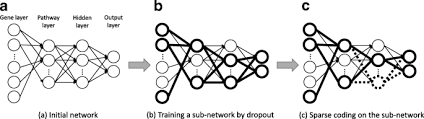 a
b
c
Gene layer
Pathway layer
Hidden layer
Output layer
(a) Initial network
(b) Training a sub-network by dropout
(c) Sparse coding on the sub-network